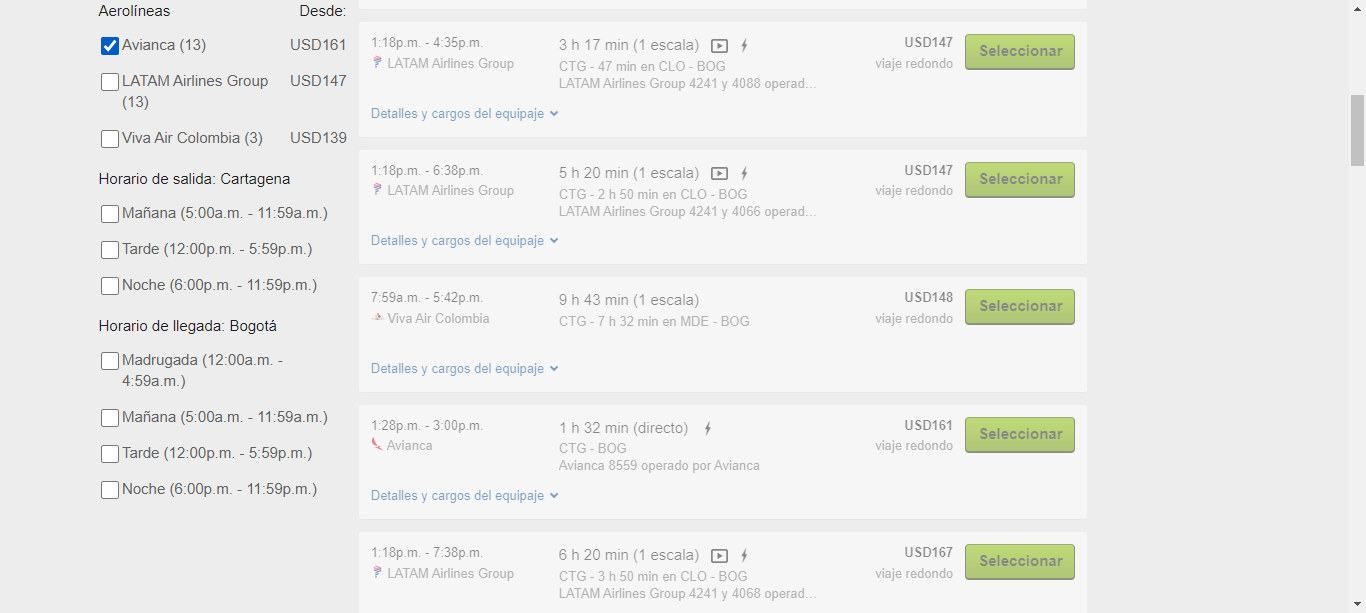 Aerolíneas Desde:
Avianca (13) USD161
LATAM Airlines Group USD147
(13)
Viva Air Colombia (3) USD139
Horario de salida: Cartagena
Mañana (5:00a.m. - 11:59a.m.)
Tarde (12:00p.m. - 5:59p.m.)
Noche (6:00p.m. - 11:59p.m.)
Horario de llegada: Bogotá
Madrugada (12:00a.m. -
4:59a.m.)
Mañana (5:00a.m. - 11:59a.m.)
Tarde (12:00p.m. - 5:59p.m.)
Noche (6:00p.m. - 11:59p.m.)
1:18p.m. - 4:35p.m. 3 h 17 min (1 escala) USD147 Seleccionar
LATAM Airlines Group CTG - 47 min en CLO - BOG viaje redondo
LATAM Airlines Group 4241 y 4088 operad…
Detalles y cargos del equipaje
1:18p.m. - 6:38p.m. 5 h 20 min (1 escala) USD147 Seleccionar
LATAM Airlines Group CTG - 2 h 50 min en CLO - BOG viaje redondo
LATAM Airlines Group 4241 y 4066 operad…
Detalles y cargos del equipaje
7:59a.m. - 5:42p.m. 9 h 43 min (1 escala) USD148 Seleccionar
Viva Air Colombia CTG - 7 h 32 min en MDE - BOG viaje redondo
Detalles y cargos del equipaje
1:28p.m. - 3:00p.m. 1 h 32 min (directo) USD161 Seleccionar
Avianca CTG - BOG viaje redondo
Avianca 8559 operado por Avianca
Detalles y cargos del equipaje
1:18p.m. - 7:38p.m. 6 h 20 min (1 escala) USD167 Seleccionar
LATAM Airlines Group CTG - 3 h 50 min en CLO - BOG viaje redondo
LATAM Airlines Group 4241 y 4068 operad…